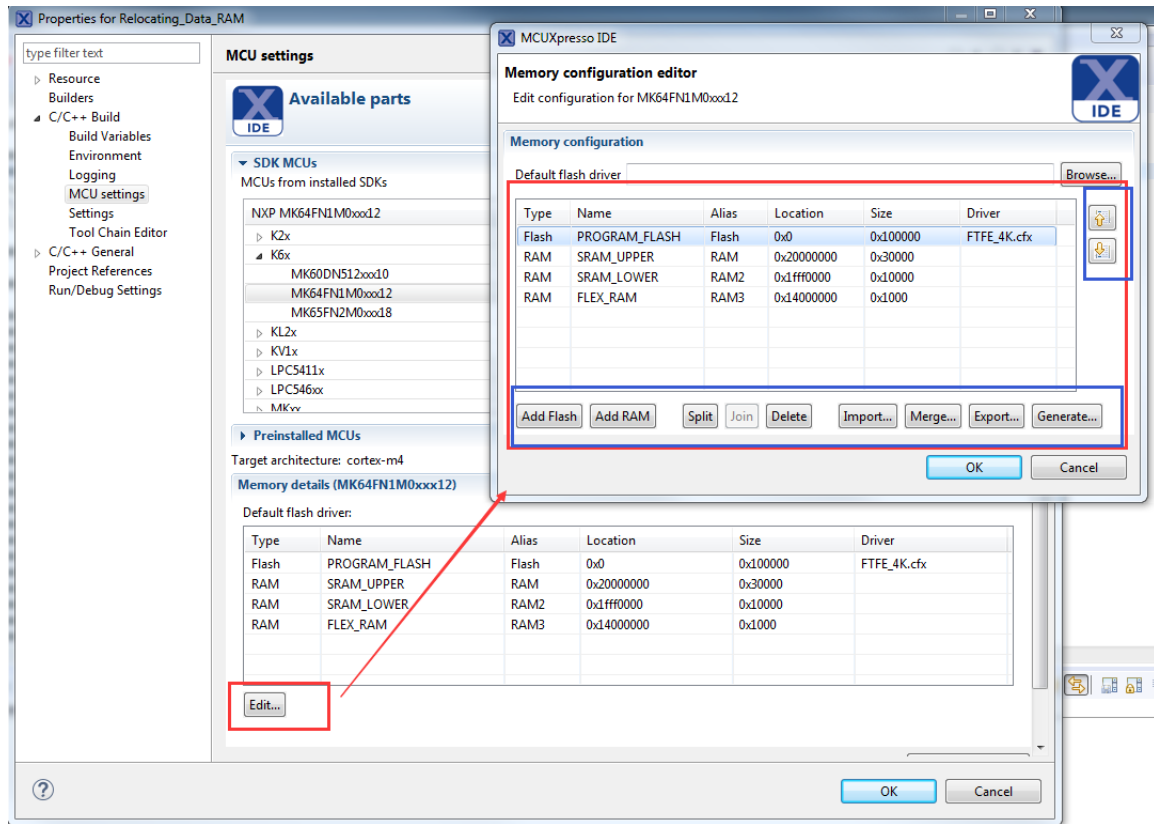 Properties for Relocating_Data_RAM
type filter text
Resource
Builders
C/C++ Build
Build Variables
Environment
Logging
MCU settings
Settings
Tool Chain Editor
C/C++ General
Project References
Run/Debug Settings
MCU settings
IDE
Available parts
SDK MCUs
MCUs from installed SDKs
NXP MK64FN1M0xxx12
K2x
K6x
MK60DN512xxx10
MK64FN1M0xxx12
MK65FN2M0xxx18
KL2x
KV1x
LPC5411x
LPC546xx
MKxx
Preinstalled MCUs
Target architecture: cortex-m4
Memory details (MK64FN1M0xxx12)
Default flash driver:
Type Name Alias Location Size Driver
Flash PROGRAM_FLASH Flash 0x0 0x100000 FTFE_4K.cfx
RAM SRAM_UPPER RAM 0x20000000 0x30000
RAM SRAM_LOWER RAM2 0x1fff0000 0x10000
RAM FLEX_RAM RAM3 0x14000000 0x1000
Edit...
OK Cancel
MCUXpresso IDE
Memory configuration editor
Edit configuration for MK64FN1M0xxx12
IDE
Memory configuration
Default flash driver Browse...
Type Name Alias Location Size Driver
Flash PROGRAM_FLASH Flash 0x0 0x100000 FTFE_4K.cfx
RAM SRAM_UPPER RAM 0x20000000 0x30000
RAM SRAM_LOWER RAM2 0x1fff0000 0x10000
RAM FLEX_RAM RAM3 0x14000000 0x1000
Add Flash Add RAM Split Join Delete Import... Merge... Export... Generate...
OK Cancel